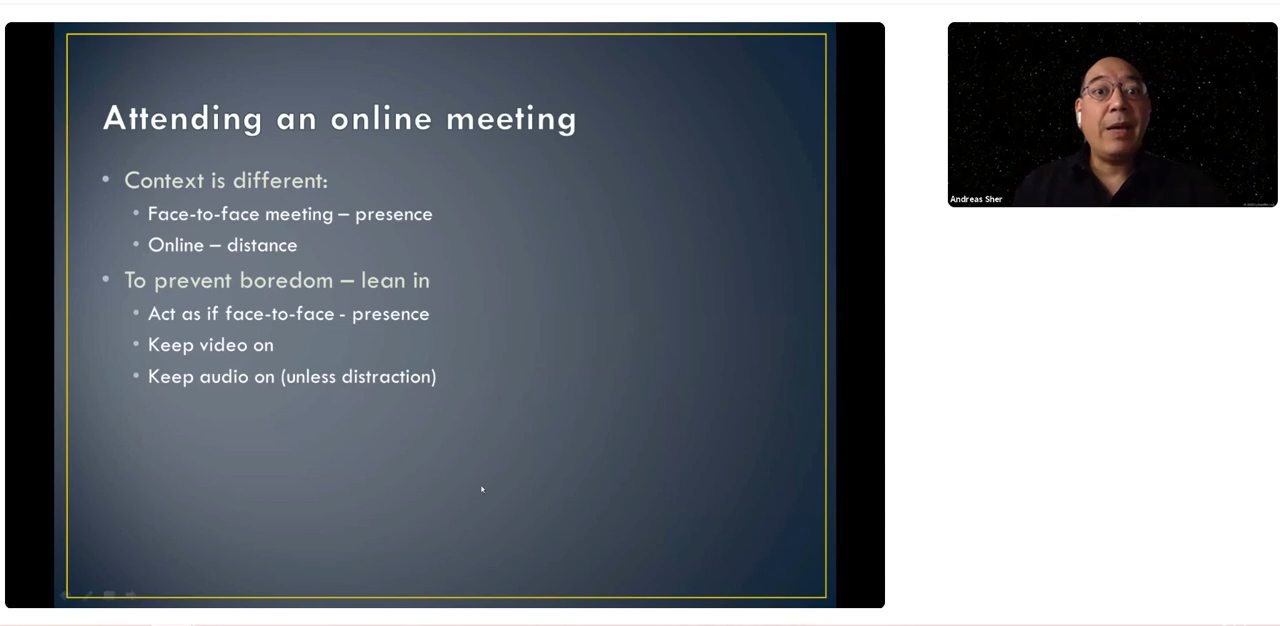 Attending an online meeting
• Context is different:
• Face-to-face meeting – presence
• Online – distance
• To prevent boredom – lean in
• Act as if face-to-face - presence
• Keep video on
• Keep audio on (unless distraction)
Andreas Sher